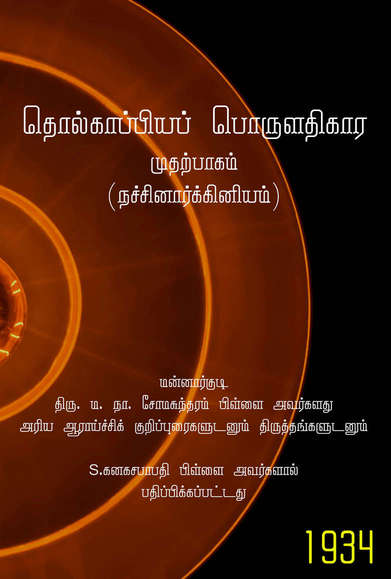 தொல்காப்பியப் பொருளதிகார
முதற்பாகம்
(நச்சினார்க்கினியம்)
மன்னார்குடி
திரு. ம. நா. சோமசுந்தரம் பிள்ளை அவர்களது
அரிய ஆராய்ச்சிக் குறிப்புரைகளுடனும் திருத்தங்களுடனும்
S.கனகசபாபதி பிள்ளை அவர்களால்
பதிப்பிக்கப்பட்டது
1934